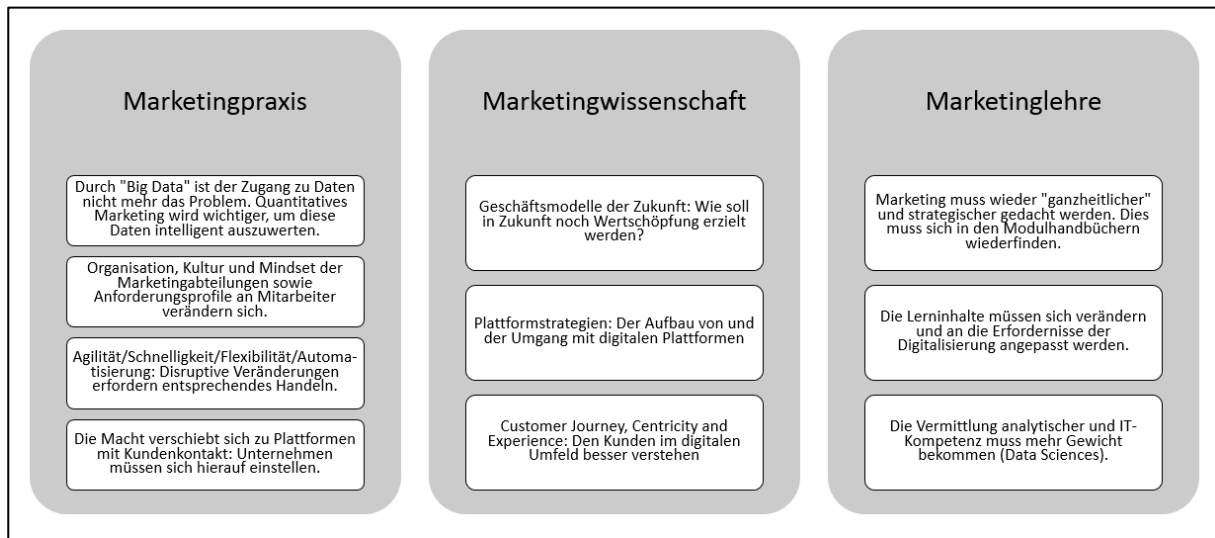 Marketingpraxis
Durch "Big Data" ist der Zugang zu Daten
nicht mehr das Problem. Quantitatives
Marketing wird wichtiger, um diese
Daten intelligent auszuwerten.
Organisation, Kultur und Mindset der
Marketingabteilungen sowie
Anforderungsprofile an Mitarbeiter
verändern sich.
Agilität/Schnelligkeit/Flexibilität/Automa-
tisierung: Disruptive Veränderungen
erfordern entsprechendes Handeln.
Die Macht verschiebt sich zu Plattformen
mit Kundenkontakt: Unternehmen
müssen sich hierauf einstellen.
Marketingwissenschaft
Geschäftsmodelle der Zukunft: Wie soll
in Zukunft noch Wertschöpfung erzielt
werden?
Plattformstrategien: Der Aufbau von und
der Umgang mit digitalen Plattformen
Customer Journey, Centricity and
Experience: Den Kunden im digitalen
Umfeld besser verstehen
Marketinglehre
Marketing muss wieder "ganzheitlicher"
und strategischer gedacht werden. Dies
muss sich in den Modulhandbüchern
wiederfinden.
Die Lerninhalte müssen sich verändern
und an die Erfordernisse der
Digitalisierung angepasst werden.
Die Vermittlung analytischer und IT-
Kompetenz muss mehr Gewicht
bekommen (Data Sciences).